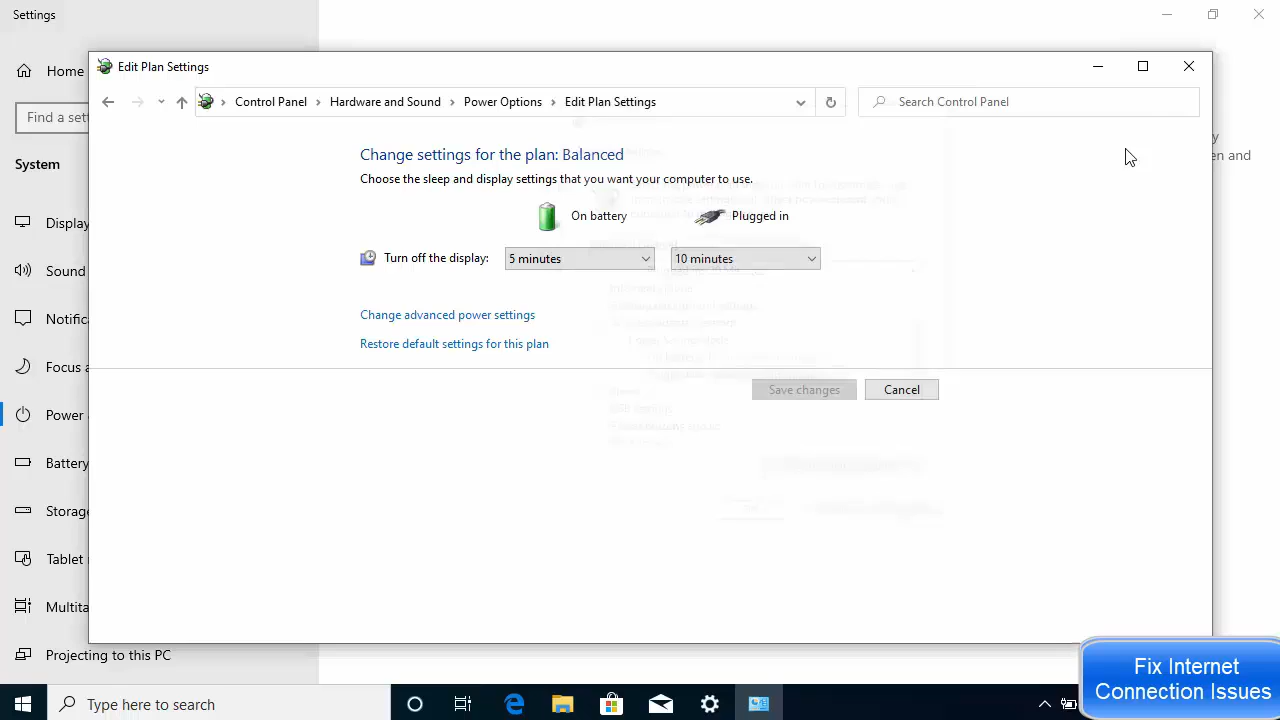 Settings
Home
Find a set
System
Display
Sound
Notific
Focus a
Power
Battery
Storage
Tablet
Multita
Projecting to this PC
Edit Plan Settings
Control Panel > Hardware and Sound > Power Options > Edit Plan Settings
Search Control Panel
Change settings for the plan: Balanced
Choose the sleep and display settings that you want your computer to use.
On battery
Plugged in
Turn off the display:
5 minutes
10 minutes
Change advanced power settings
Restore default settings for this plan
Save changes
Cancel
y
en and
Type here to search
Fix Internet
Connection Issues